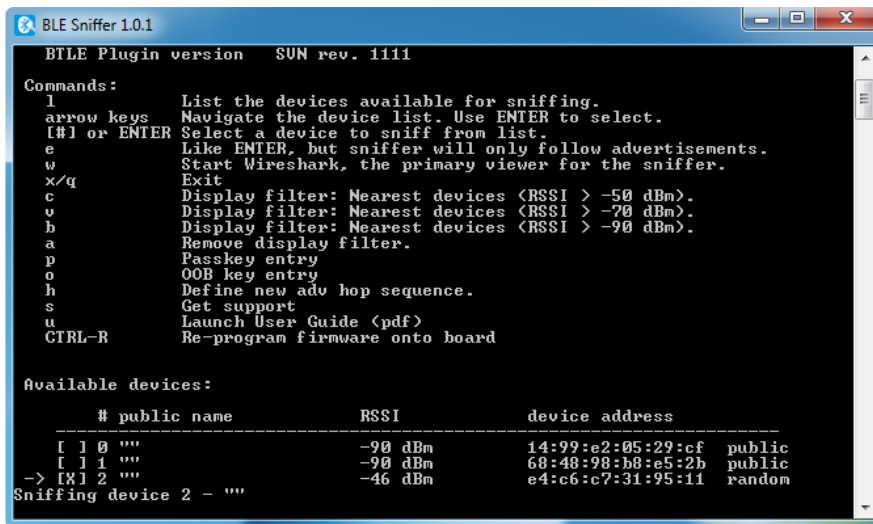 BLE Sniffer 1.0.1
BTLE Plugin version SVN rev. 1111
Commands:
l List the devices available for sniffing.
arrow keys Navigate the device list. Use ENTER to select.
[#] or ENTER Select a device to sniff from list.
e Like ENTER, but sniffer will only follow advertisements.
w Start Wireshark, the primary viewer for the sniffer.
x/q Exit
c Display filter: Nearest devices (RSSI > -50 dBm).
v Display filter: Nearest devices (RSSI > -70 dBm).
b Display filter: Nearest devices (RSSI > -90 dBm).
a Remove display filter.
p Passkey entry
o OOB key entry
h Define new adv hop sequence.
s Get support
u Launch User Guide (pdf)
CTRL-R Re-program firmware onto board
Available devices:
# public name RSSI device address
[ ] 0 "" -90 dBm 14:99:e2:05:29:cf public
[ ] 1 "" -90 dBm 68:48:98:b8:e5:2b public
-> [X] 2 "" -46 dBm e4:c6:c7:31:95:11 random
Sniffing device 2 - ""